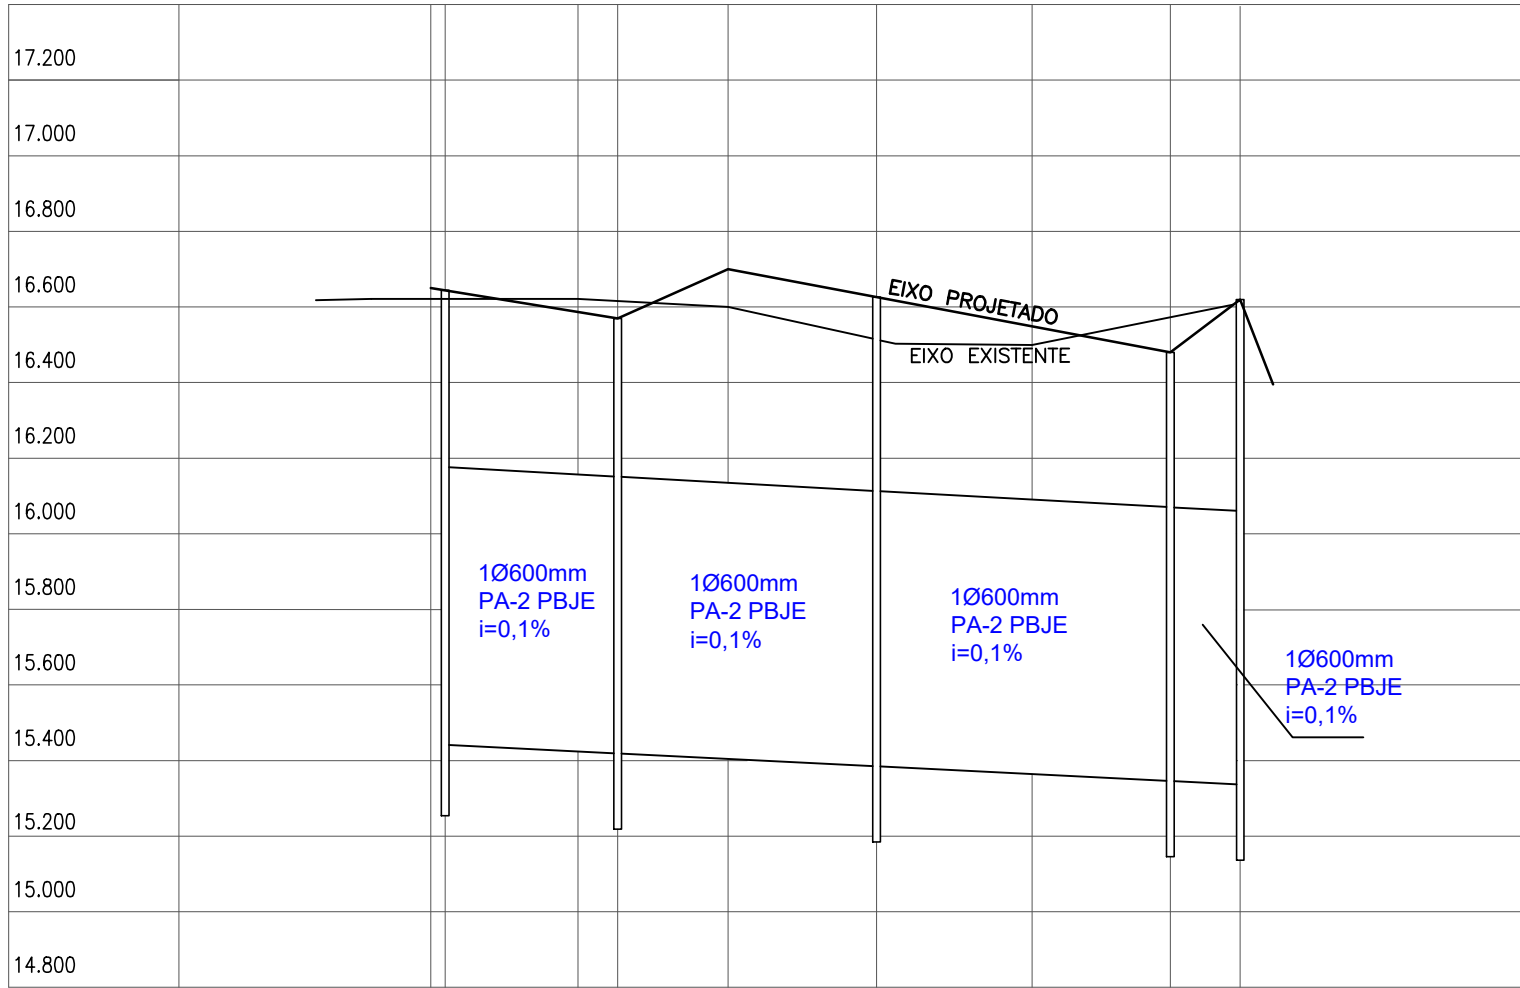 17.200
17.000
16.800
16.600
16.400
16.200
16.000
15.800
15.600
15.400
15.200
15.000
14.800
EIXO PROJETADO
EIXO EXISTENTE
1Ø600mm
PA-2 PBJE
i=0,1%
1Ø600mm
PA-2 PBJE
i=0,1%
1Ø600mm
PA-2 PBJE
i=0,1%
1Ø600mm
PA-2 PBJE
i=0,1%